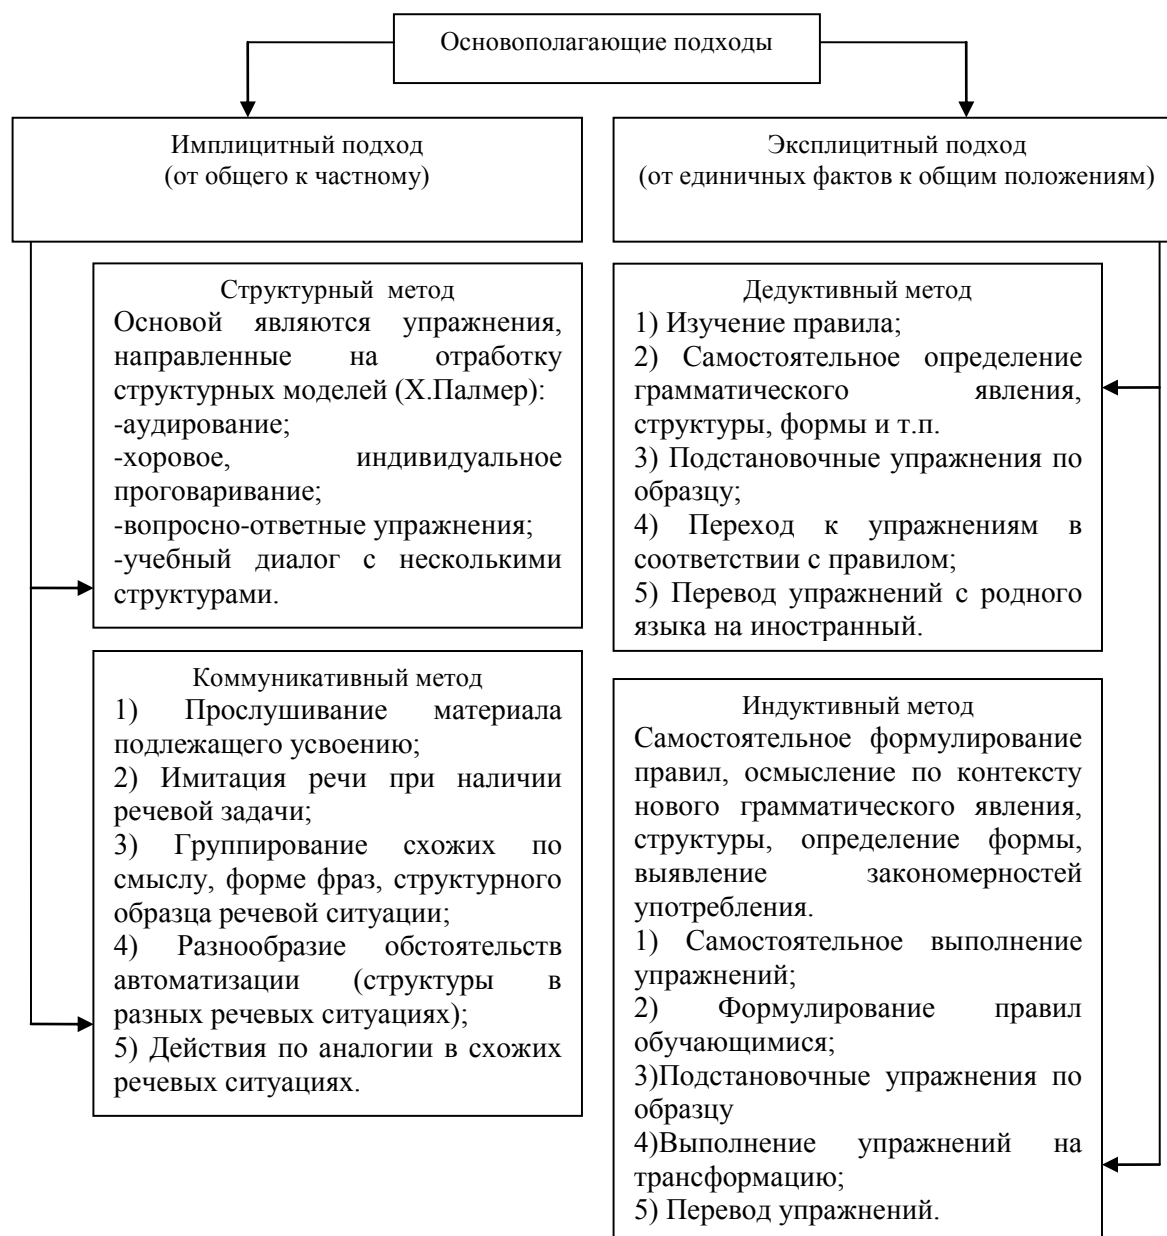 Основополагающие подходы
Имплицитный подход
(от общего к частному)
Эксплицитный подход
(от единичных фактов к общим положениям)
Структурный метод
Основой являются упражнения,
направленные на отработку
структурных моделей (Х.Палмер):
-аудирование;
-хоровое, индивидуальное
проговаривание;
-вопросно-ответные упражнения;
-учебный диалог с несколькими
структурами.
Коммуникативный метод
1) Прослушивание материала
подлежащего усвоению;
2) Имитация речи при наличии
речевой задачи;
3) Группирование схожих по
смыслу, форме фраз, структурного
образца речевой ситуации;
4) Разнообразие обстоятельств
автоматизации (структуры в
разных речевых ситуациях);
5) Действия по аналогии в схожих
речевых ситуациях.
Дедуктивный метод
1) Изучение правила;
2) Самостоятельное определение
грамматического явления,
структуры, формы и т.п.
3) Подстановочные упражнения по
образцу;
4) Переход к упражнениям в
соответствии с правилом;
5) Перевод упражнений с родного
языка на иностранный.
Индуктивный метод
Самостоятельное формулирование
правил, осмысление по контексту
нового грамматического явления,
структуры, определение формы,
выявление закономерностей
употребления.
1) Самостоятельное выполнение
упражнений;
2) Формулирование правил
обучающимися;
3)Подстановочные упражнения по
образцу
4)Выполнение упражнений на
трансформацию;
5) Перевод упражнений.